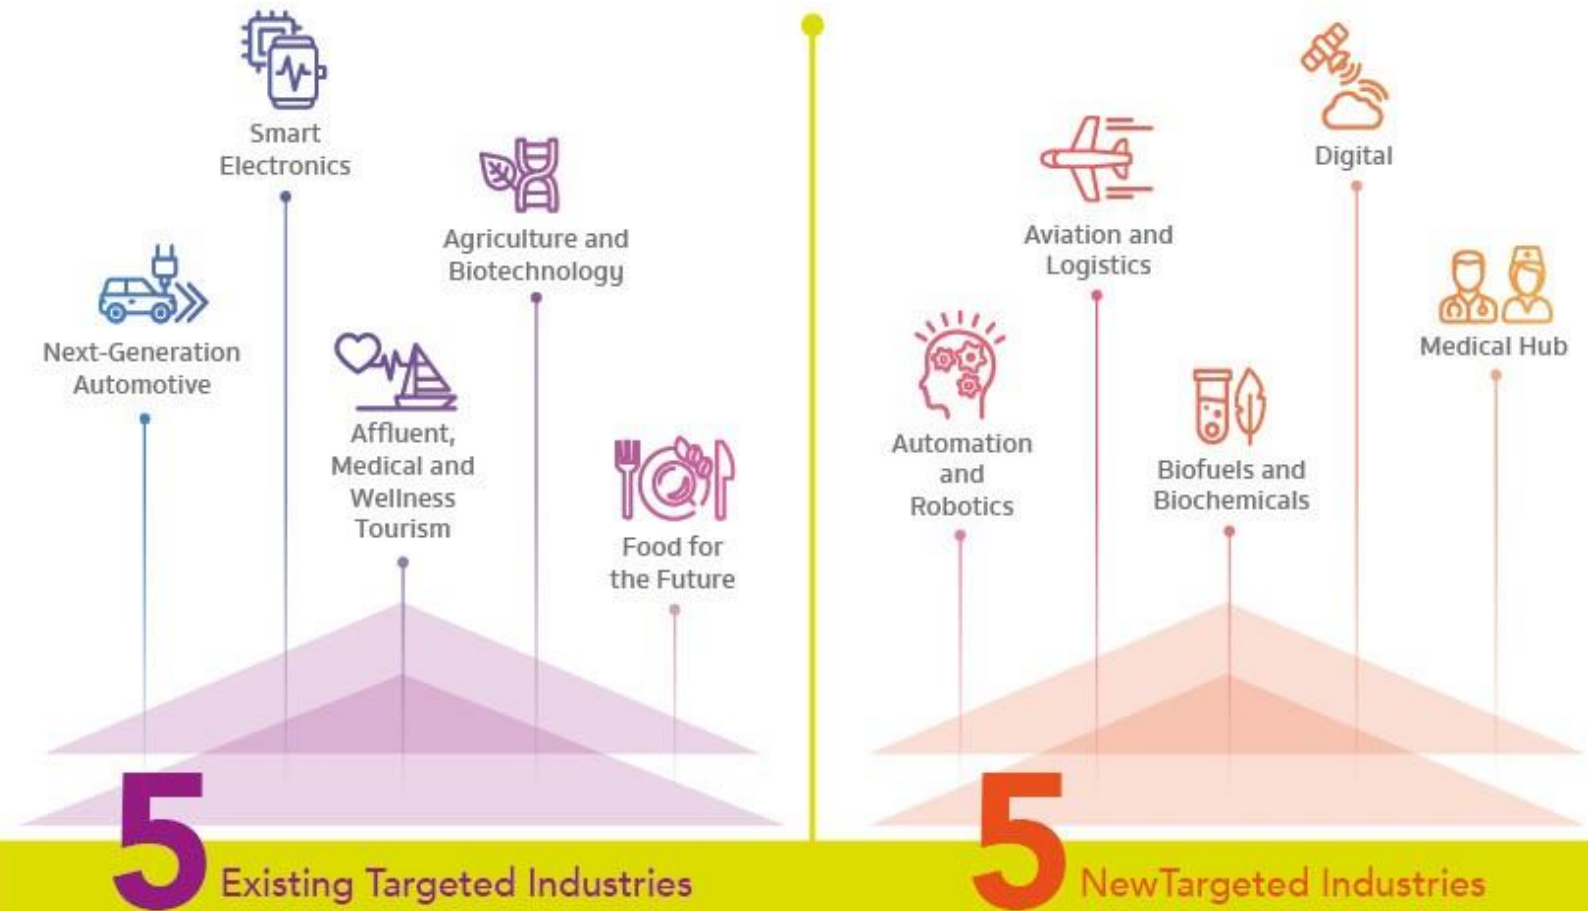 Smart
Electronics
Agriculture and
Biotechnology
Next-Generation
Automotive
Affluent,
Medical and
Wellness
Tourism
Food for
the Future
5 Existing Targeted Industries
Digital
Aviation and
Logistics
Medical Hub
Automation
and
Robotics
Biofuels and
Biochemicals
5 NewTargeted Industries